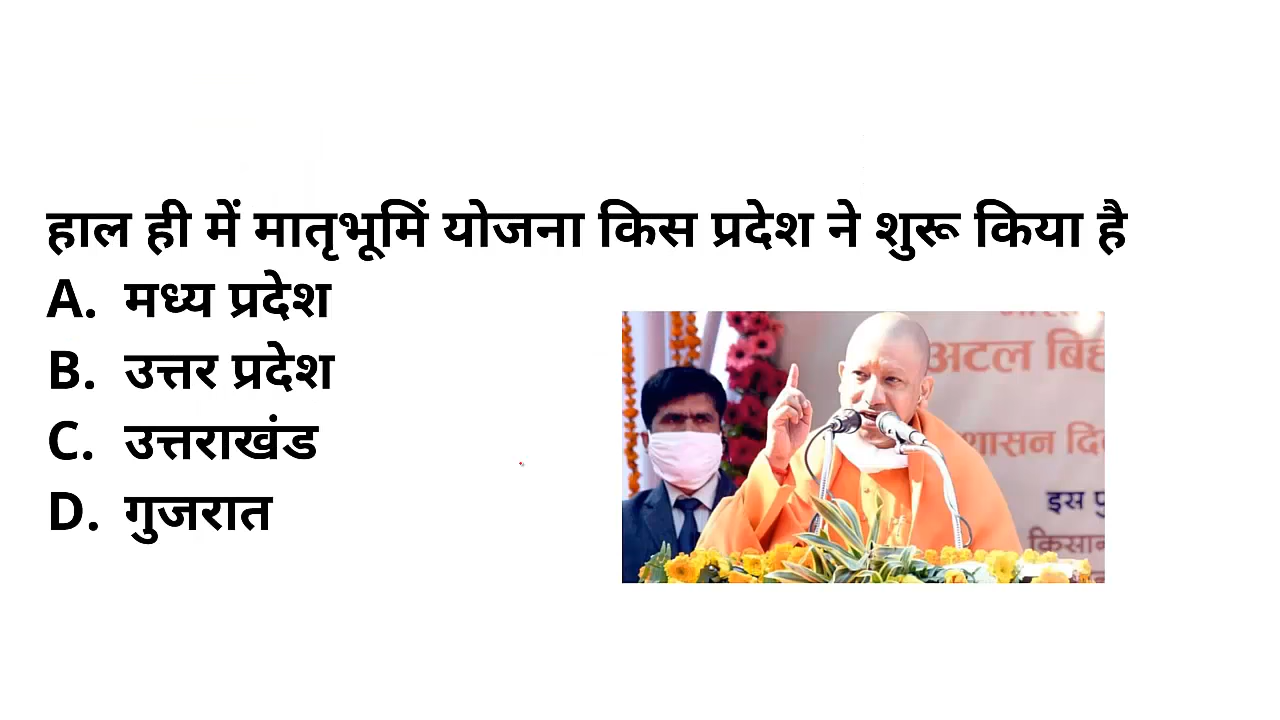 हाल ही में मातृभूमिं योजना किस प्रदेश ने शुरू किया है
A. मध्य प्रदेश
B. उत्तर प्रदेश
C. उत्तराखंड
D. गुजरात
अटल बिह
शासन दि
इस पु
किसान